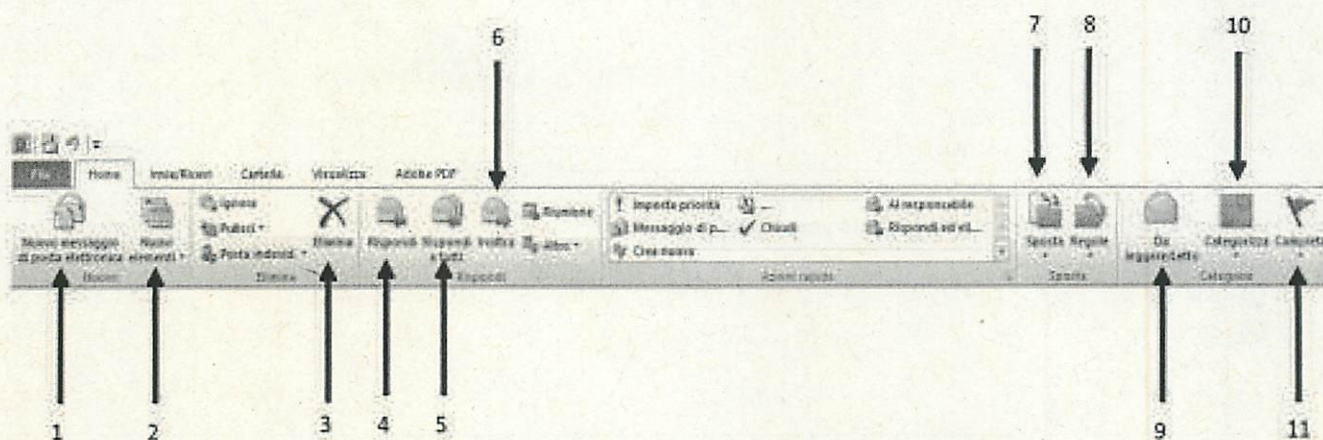 6
7 8 10
File Home Invia/Ricevi Cartella Visualizza Adobe PDF
Ignora
Pulisci
Posta indesid.
Elimina
Nuovo messaggio
di posta elettronica
Nuovi
elementi
Rispondi
Rispondi
a tutti
Inoltra
Riunione
Altro
Imposta priorità
Messaggio di p...
Crea nuova
...
Chiudi
Al responsabile
Rispondi ed el...
Sposta
Regole
Da
leggere/Letto
Categorizza
Completa
Nuovo Elimina Rispondi Azioni rapide Sposta Categorie
1 2 3 4 5 9 11